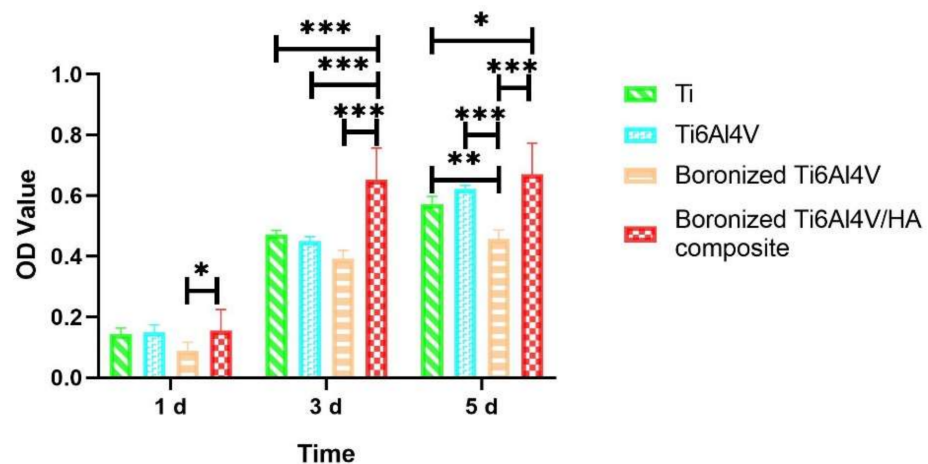 ***
*
1.0
***
***
Ti
0.8
***
***
Ti6Al4V
**
0.6
Boronized Ti6Al4V
OD Value
0.4
Boronized Ti6Al4V/HA
composite
*
0.2
0.0
1 d
3 d
5 d
Time